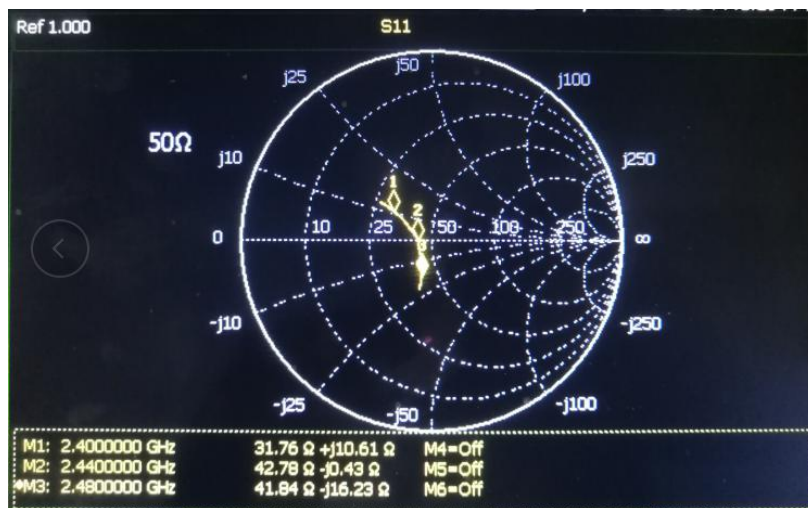 Ref 1.000
S11
50Ω
j10
j25
j50
j100
j250
0
10
25
50
100
250
∞
-j10
-j25
-j50
-j100
-j250
1
2
3
M1: 2.4000000 GHz 31.76 Ω +j10.61 Ω M4=Off
M2: 2.4400000 GHz 42.78 Ω -j0.43 Ω M5=Off
M3: 2.4800000 GHz 41.84 Ω -j16.23 Ω M6=Off